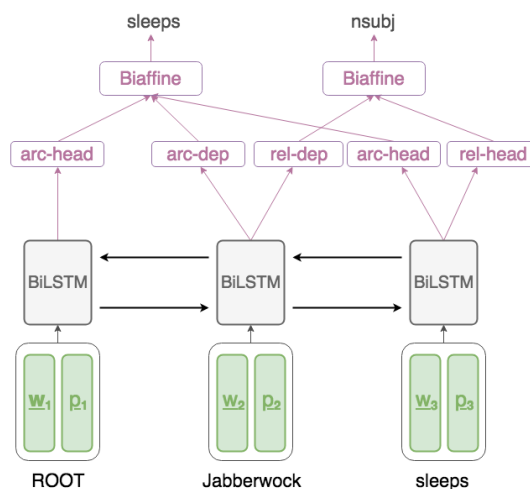 sleeps nsubj
Biaffine Biaffine
arc-head arc-dep rel-dep arc-head rel-head
BiLSTM BiLSTM BiLSTM
w1 p1 w2 p2 w3 p3
ROOT Jabberwock sleeps